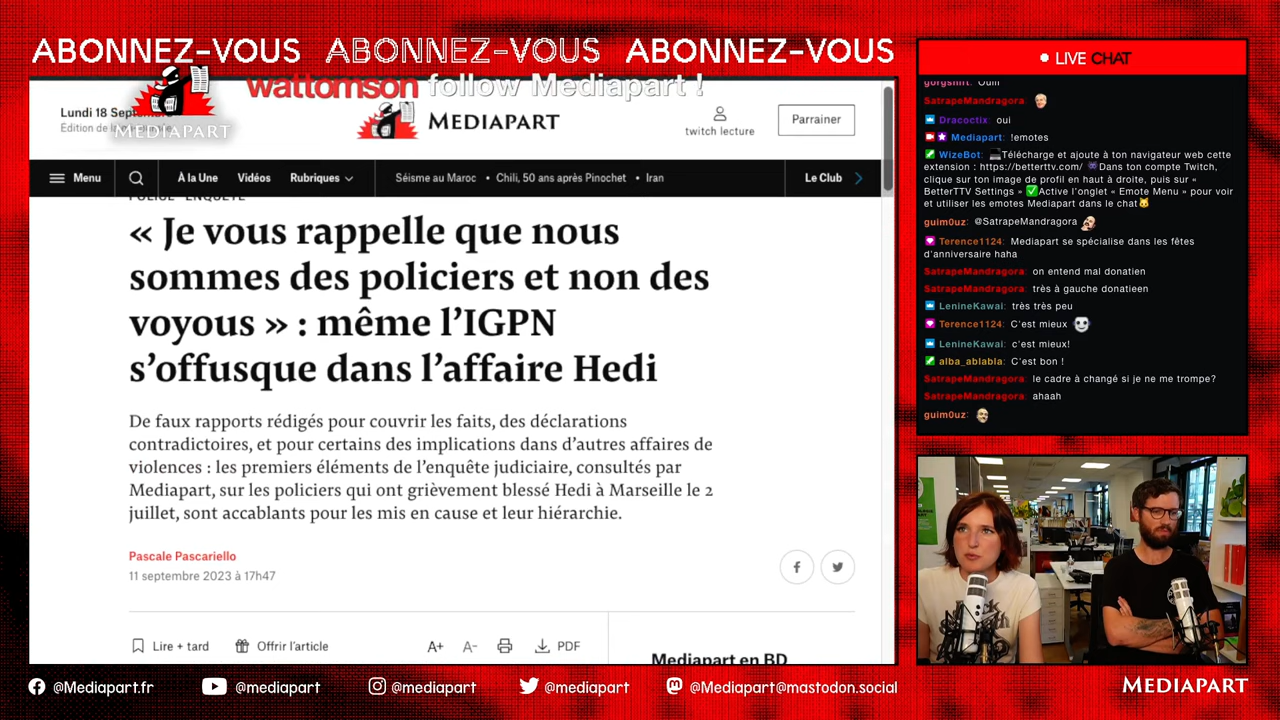 ABONNEZ-VOUS ABONNEZ-VOUS ABONNEZ-VOUS
wattomson follow Mediapart !
Lundi 18
Édition de
MEDIAPART
MEDIAPART
twitch lecture
Parrainer
Menu
À la Une Vidéos Rubriques
Séisme au Maroc • Chili, 50 ans après Pinochet • Iran
Le Club
POLICE ENQUÊTE
« Je vous rappelle que nous
sommes des policiers et non des
voyous » : même l’IGPN
s’offusque dans l’affaire Hedi
De faux rapports rédigés pour couvrir les faits, des déclarations
contradictoires, et pour certains des implications dans d’autres affaires de
violences : les premiers éléments de l’enquête judiciaire, consultés par
Mediapart, sur les policiers qui ont grièvement blessé Hedi à Marseille le 2
juillet, sont accablants pour les mis en cause et leur hiérarchie.
Pascale Pascariello
11 septembre 2023 à 17h47
Lire + tard Offrir l’article A+ A- PDF
Mediapart en BD
LIVE CHAT
gorgshift: Ouiii
SatrapeMandragora:
Dracoctix: oui
Mediapart: !emotes
WizeBot: Télécharge et ajoute à ton navigateur web cette
extension : https://betterttv.com/ Dans ton compte Twitch,
clique sur ton image de profil en haut à droite, puis sur «
BetterTTV Settings » Active l’onglet « Emote Menu » pour voir
et utiliser les emotes Mediapart dans le chat
guim0uz: @SatrapeMandragora
Terence1124: Mediapart se spécialise dans les fêtes
d’anniversaire haha
SatrapeMandragora: on entend mal donatien
SatrapeMandragora: très à gauche donatieen
LenineKawai: très très peu
Terence1124: C’est mieux
LenineKawai: c’est mieux!
alba_ablabla: C’est bon !
SatrapeMandragora: le cadre à changé si je ne me trompe?
SatrapeMandragora: ahaah
guim0uz:
@Mediapart.fr @mediapart @mediapart @mediapart @Mediapart@mastodon.social
MEDIAPART